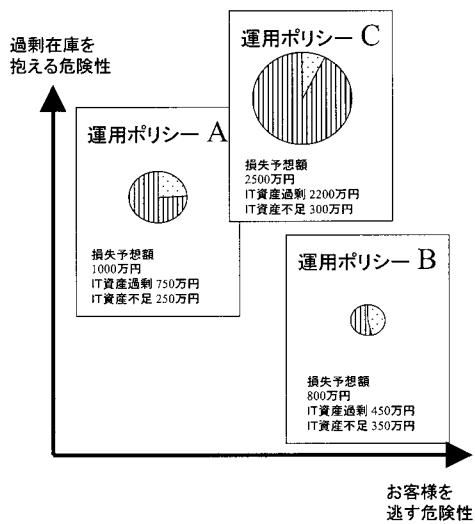 過剰在庫を
抱える危険性
運用ポリシー A
損失予想額
1000万円
IT資産過剰 750万円
IT資産不足 250万円
運用ポリシー C
損失予想額
2500万円
IT資産過剰 2200万円
IT資産不足 300万円
運用ポリシー B
損失予想額
800万円
IT資産過剰 450万円
IT資産不足 350万円
お客様を
逃す危険性